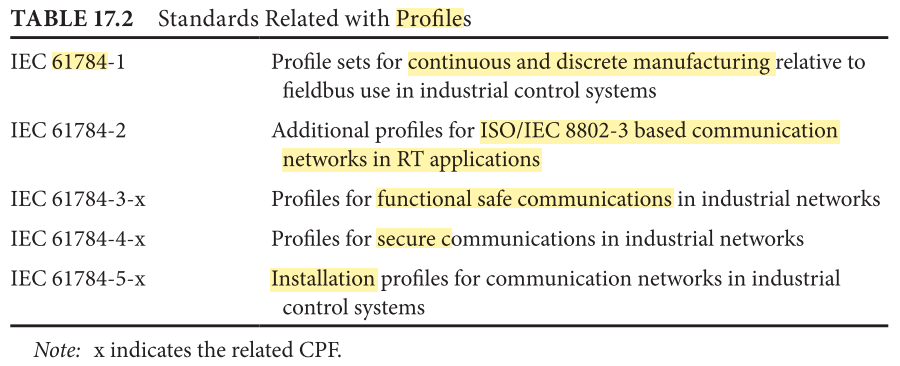 TABLE 17.2 Standards Related with Profiles
IEC 61784-1 Profile sets for continuous and discrete manufacturing relative to
fieldbus use in industrial control systems
IEC 61784-2 Additional profiles for ISO/IEC 8802-3 based communication
networks in RT applications
IEC 61784-3-x Profiles for functional safe communications in industrial networks
IEC 61784-4-x Profiles for secure communications in industrial networks
IEC 61784-5-x Installation profiles for communication networks in industrial
control systems
Note: x indicates the related CPF.